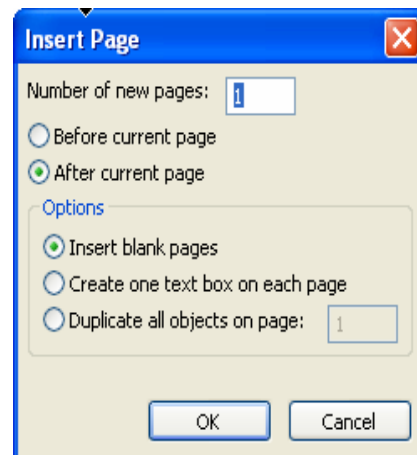 Insert Page
Number of new pages: 1
Before current page
After current page
Options
Insert blank pages
Create one text box on each page
Duplicate all objects on page: 1
OK Cancel